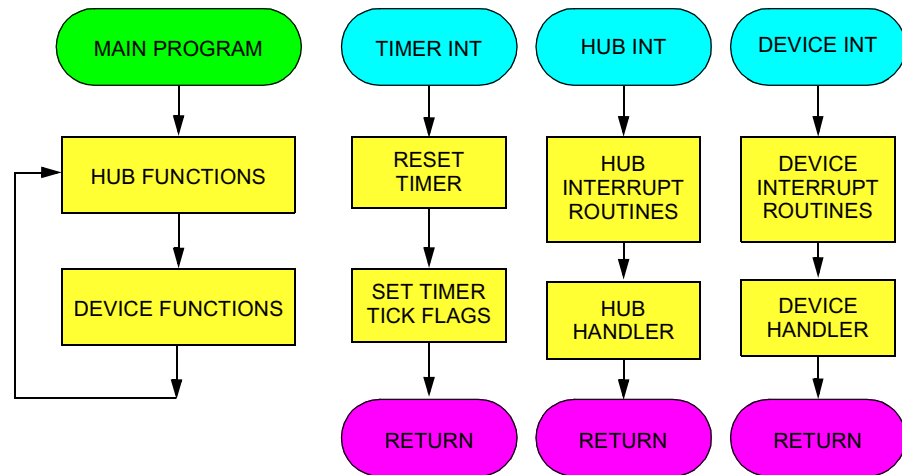 MAIN PROGRAM
HUB FUNCTIONS
DEVICE FUNCTIONS
TIMER INT
RESET
TIMER
SET TIMER
TICK FLAGS
RETURN
HUB INT
HUB
INTERRUPT
ROUTINES
HUB
HANDLER
RETURN
DEVICE INT
DEVICE
INTERRUPT
ROUTINES
DEVICE
HANDLER
RETURN